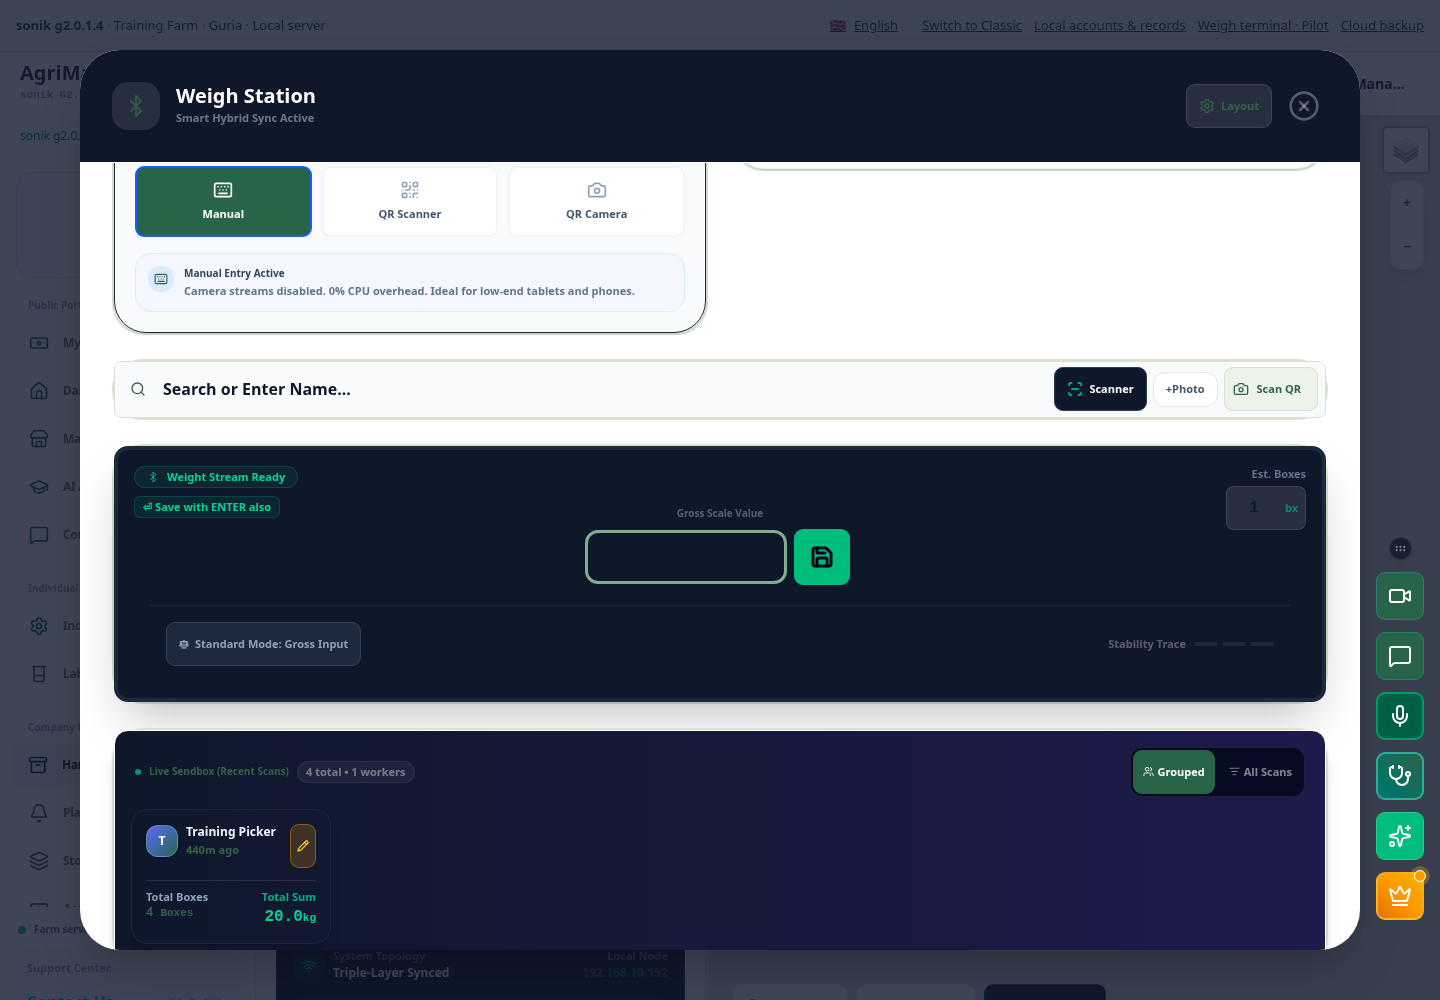 sonik g2.0.1.4 · Training Farm · Guria · Local server
English
Switch to Classic
Local accounts & records
Weigh terminal · Pilot
Cloud backup
Weigh Station
Smart Hybrid Sync Active
Layout
Manual
QR Scanner
QR Camera
Manual Entry Active
Camera streams disabled. 0% CPU overhead. Ideal for low-end tablets and phones.
Search or Enter Name...
Scanner
+Photo
Scan QR
Weight Stream Ready
⏎ Save with ENTER also
Est. Boxes
1 bx
Gross Scale Value
Standard Mode: Gross Input
Stability Trace
Live Sendbox (Recent Scans)
4 total • 1 workers
Grouped
All Scans
T
Training Picker
440m ago
Total Boxes
Total Sum
4 Boxes
20.0kg
sonik g2.0.
Public Por
My
Individual
Company
Farm serv
Support Center
System Topology
Local Node
Triple-Layer Synced
192.168.10.152
+
−